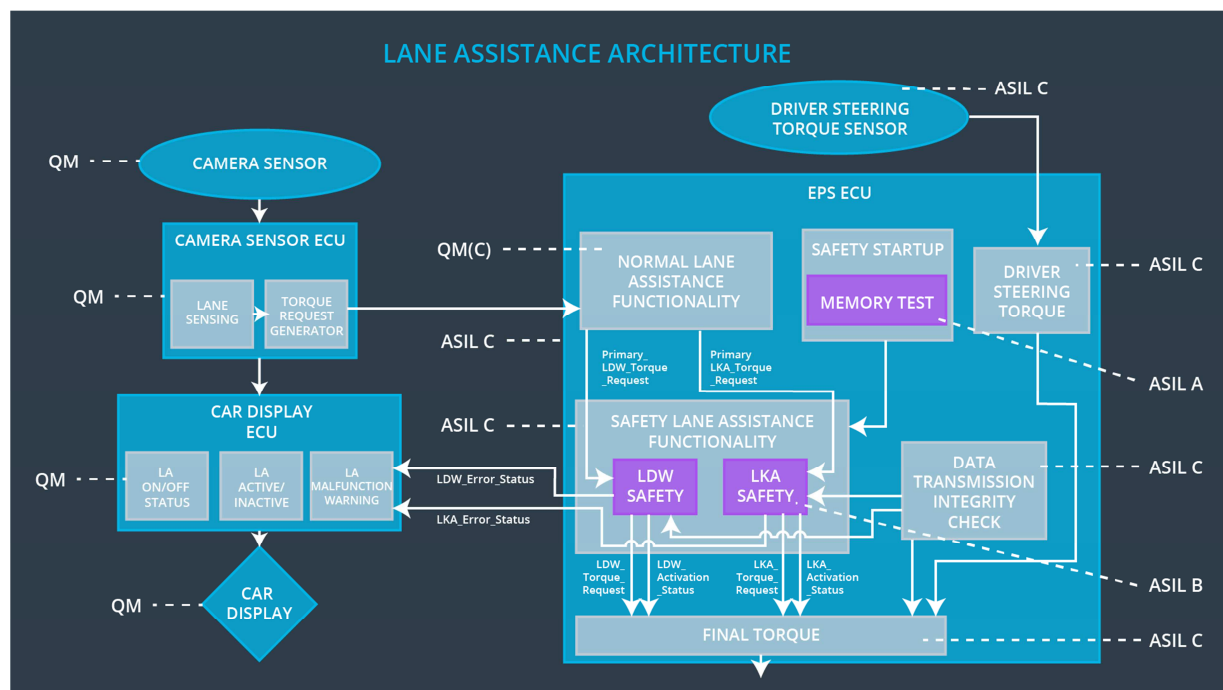 LANE ASSISTANCE ARCHITECTURE
ASIL C
DRIVER STEERING
TORQUE SENSOR
QM
CAMERA SENSOR
EPS ECU
CAMERA SENSOR ECU
QM
LANE
SENSING
TORQUE
REQUEST
GENERATOR
QM(C)
NORMAL LANE
ASSISTANCE
FUNCTIONALITY
SAFETY STARTUP
MEMORY TEST
DRIVER
STEERING
TORQUE
ASIL C
ASIL C
Primary_
LDW_Torque
_Request
Primary
LKA_Torque
_Request
ASIL A
CAR DISPLAY
ECU
ASIL C
SAFETY LANE ASSISTANCE
FUNCTIONALITY
QM
LA
ON/OFF
STATUS
LA
ACTIVE/
INACTIVE
LA
MALFUNCTION
WARNING
LDW_Error_Status
LKA_Error_Status
LDW
SAFETY
LKA
SAFETY
DATA
TRANSMISSION
INTEGRITY
CHECK
ASIL C
LDW_
Torque_
Request
LDW_
Activation
_Status
LKA_
Torque_
Request
LKA_
Activation
_Status
ASIL B
QM
CAR
DISPLAY
FINAL TORQUE
ASIL C